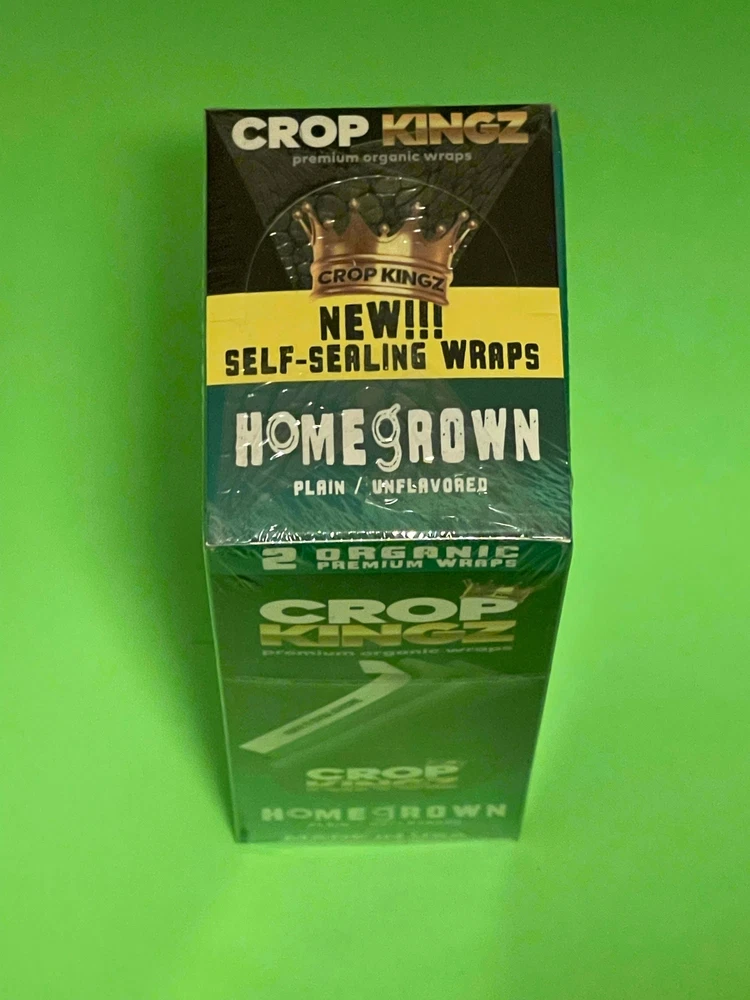 CROP KINGZ
premium organic wraps
CROP KINGZ
NEW!!!
SELF-SEALING WRAPS
HOMEGROWN
PLAIN / UNFLAVORED
2 ORGANIC
PREMIUM WRAPS
CROP
KINGZ
premium organic wraps
CROP
KINGZ
HOMEGROWN